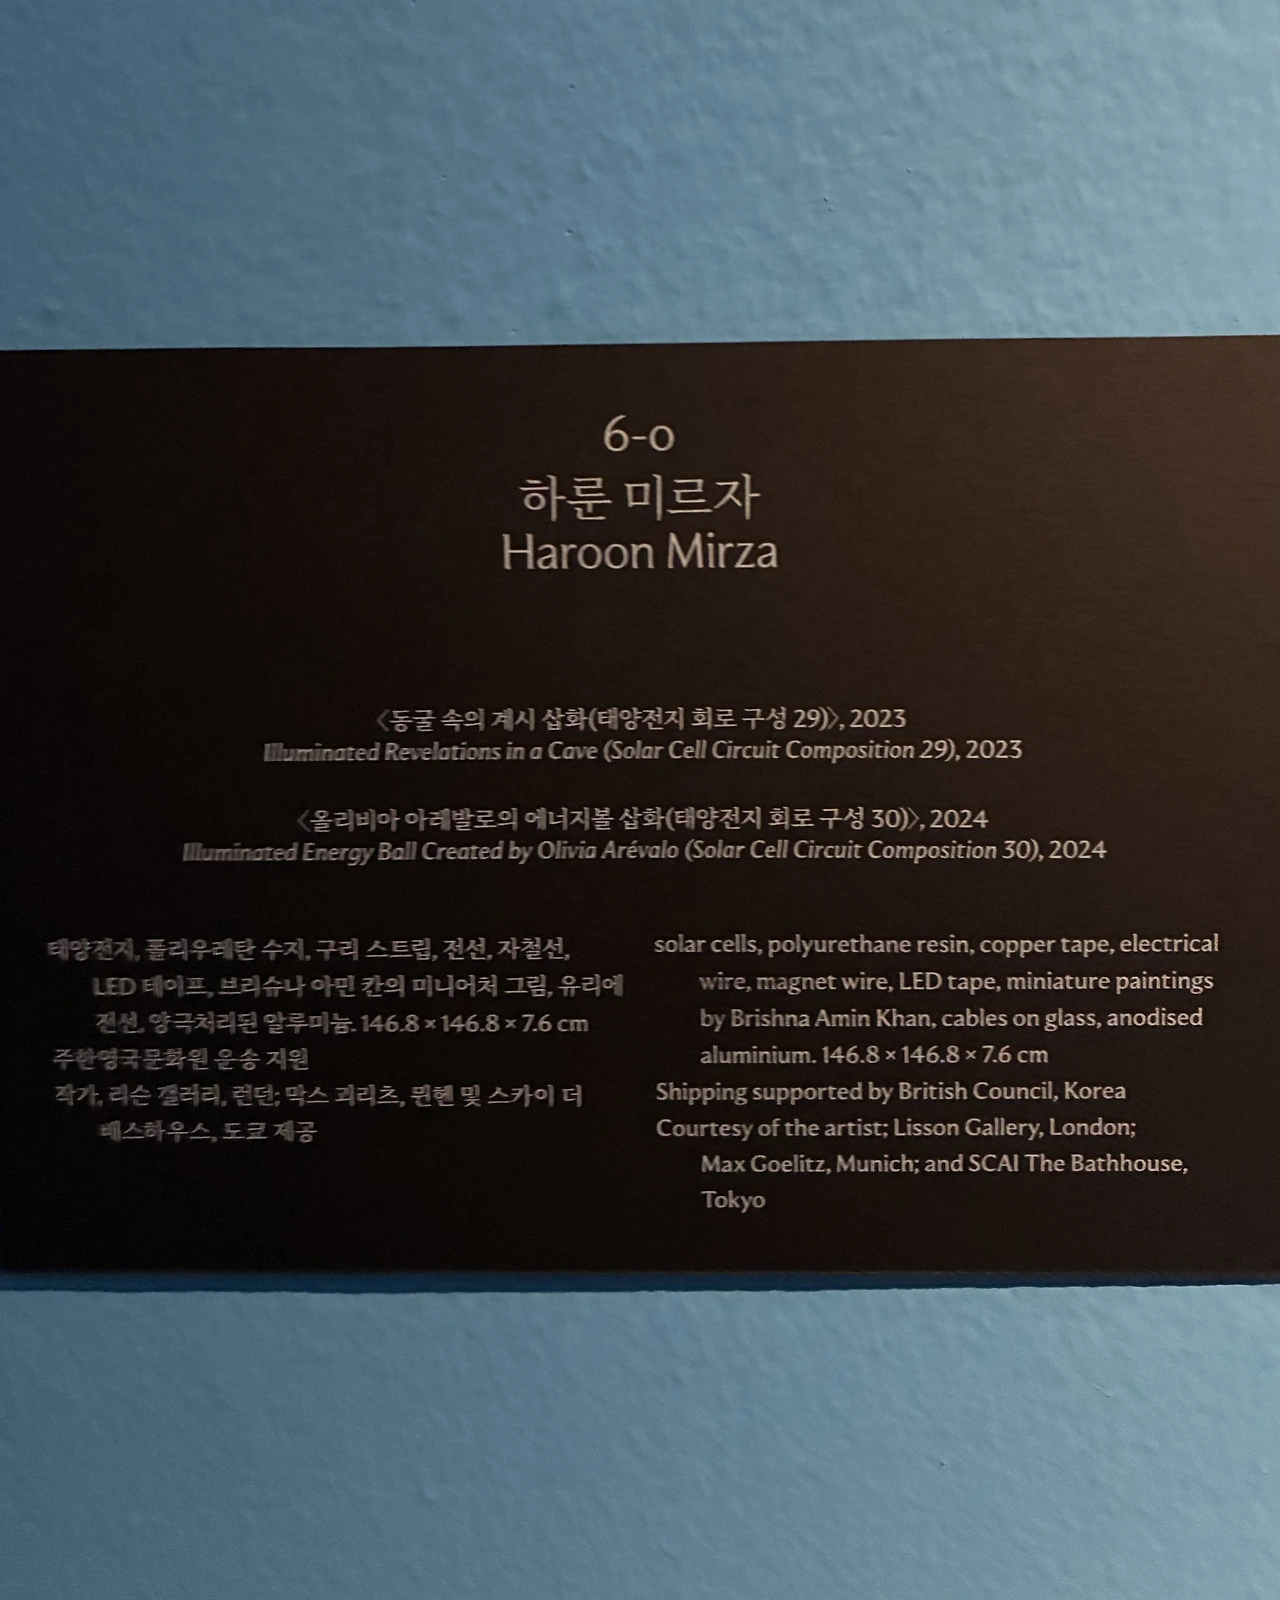 6-o
하룬 미르자
Haroon Mirza
〈동굴 속의 계시 삽화(태양전지 회로 구성 29)〉, 2023
Illuminated Revelations in a Cave (Solar Cell Circuit Composition 29), 2023
〈올리비아 아레발로의 에너지볼 삽화(태양전지 회로 구성 30)〉, 2024
Illuminated Energy Ball Created by Olivia Arévalo (Solar Cell Circuit Composition 30), 2024
태양전지, 폴리우레탄 수지, 구리 스트립, 전선, 자철선,
LED 테이프, 브리슈나 아민 칸의 미니어처 그림, 유리에
전선, 양극처리된 알루미늄. 146.8 × 146.8 × 7.6 cm
주한영국문화원 운송 지원
작가, 리슨 갤러리, 런던; 막스 괴리츠, 뮌헨 및 스카이 더
배스하우스, 도쿄 제공
solar cells, polyurethane resin, copper tape, electrical
wire, magnet wire, LED tape, miniature paintings
by Brishna Amin Khan, cables on glass, anodised
aluminium. 146.8 × 146.8 × 7.6 cm
Shipping supported by British Council, Korea
Courtesy of the artist; Lisson Gallery, London;
Max Goelitz, Munich; and SCAI The Bathhouse,
Tokyo